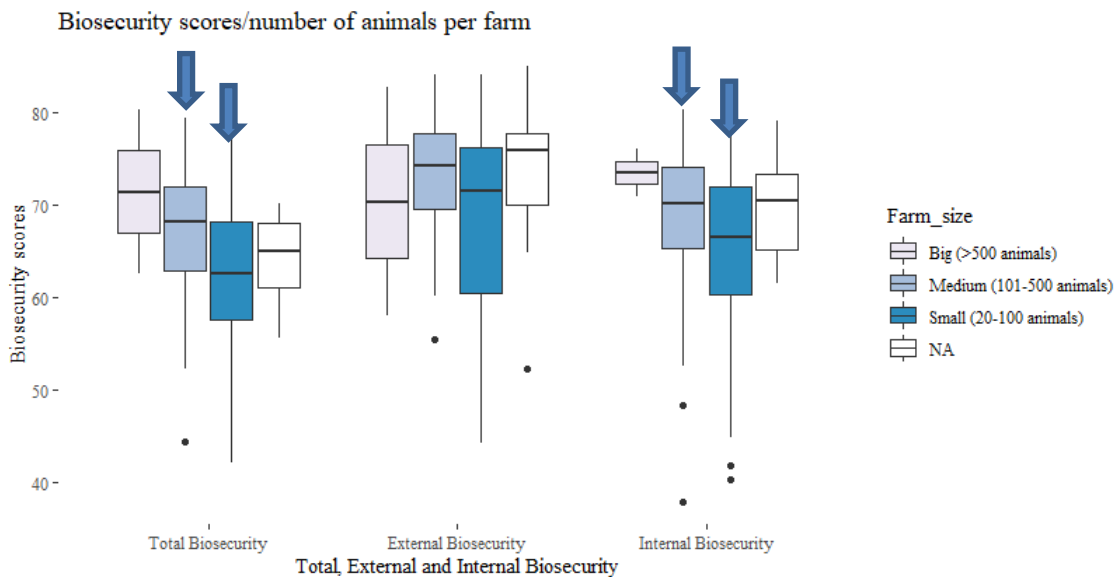 Biosecurity scores/number of animals per farm
80
70
60
50
40
Biosecurity scores
Total Biosecurity
External Biosecurity
Internal Biosecurity
Total, External and Internal Biosecurity
Farm_size
Big (>500 animals)
Medium (101-500 animals)
Small (20-100 animals)
NA